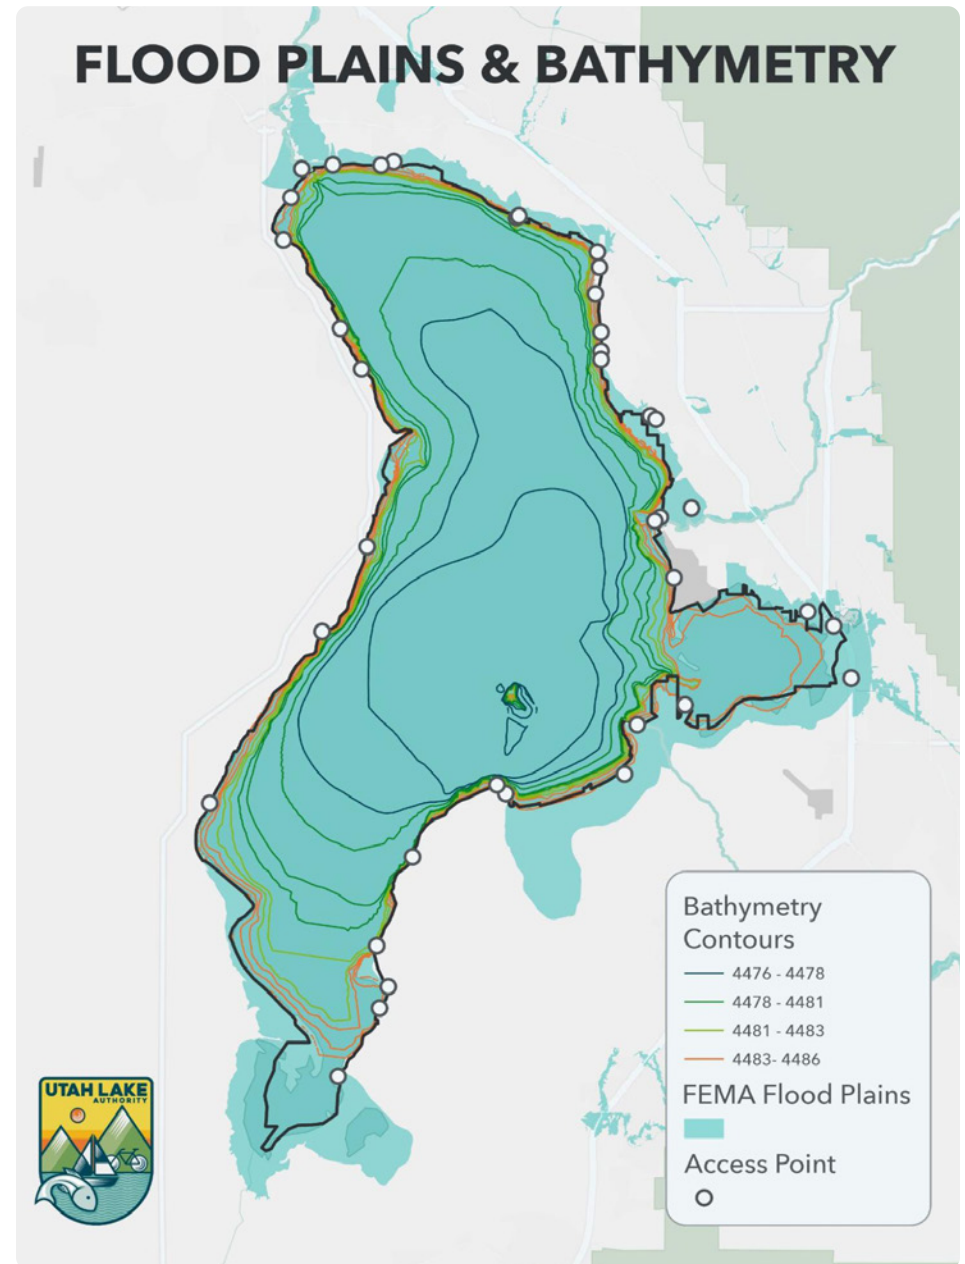 FLOOD PLAINS & BATHYMETRY
Bathymetry
Contours
4476 - 4478
4478 - 4481
4481 - 4483
4483- 4486
FEMA Flood Plains
Access Point
UTAH LAKE
AUTHORITY